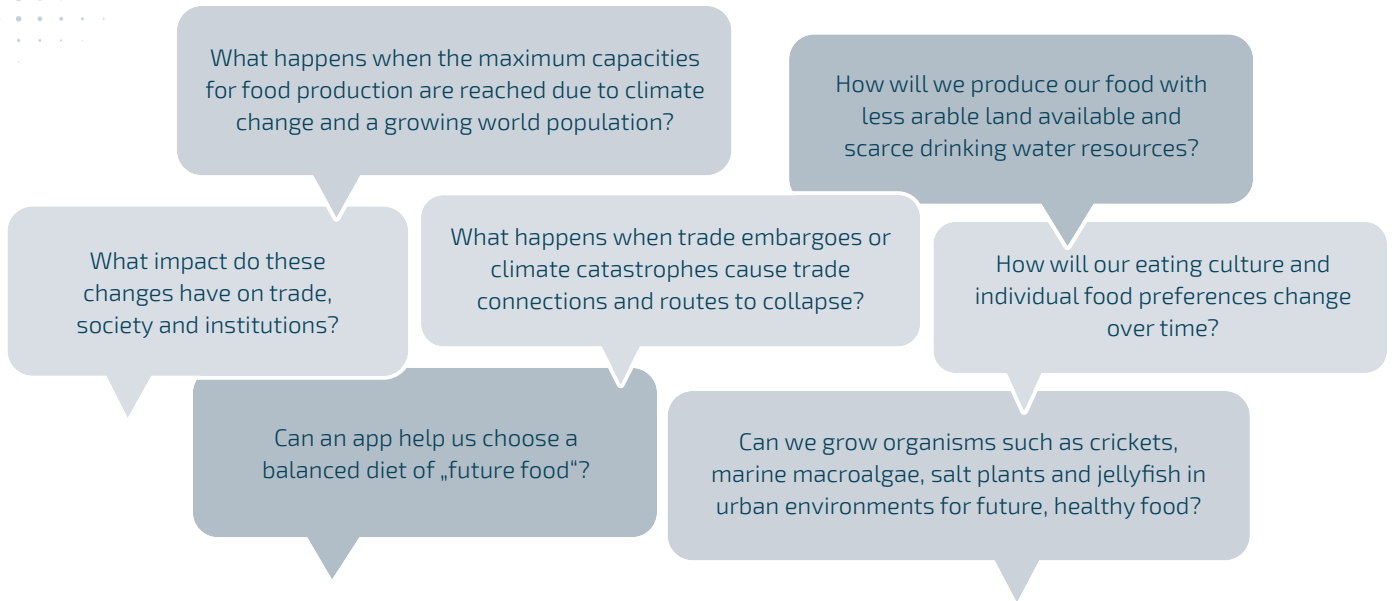 What happens when the maximum capacities
for food production are reached due to climate
change and a growing world population?
How will we produce our food with
less arable land available and
scarce drinking water resources?
What impact do these
changes have on trade,
society and institutions?
What happens when trade embargoes or
climate catastrophes cause trade
connections and routes to collapse?
How will our eating culture and
individual food preferences change
over time?
Can an app help us choose a
balanced diet of „future food“?
Can we grow organisms such as crickets,
marine macroalgae, salt plants and jellyfish in
urban environments for future, healthy food?